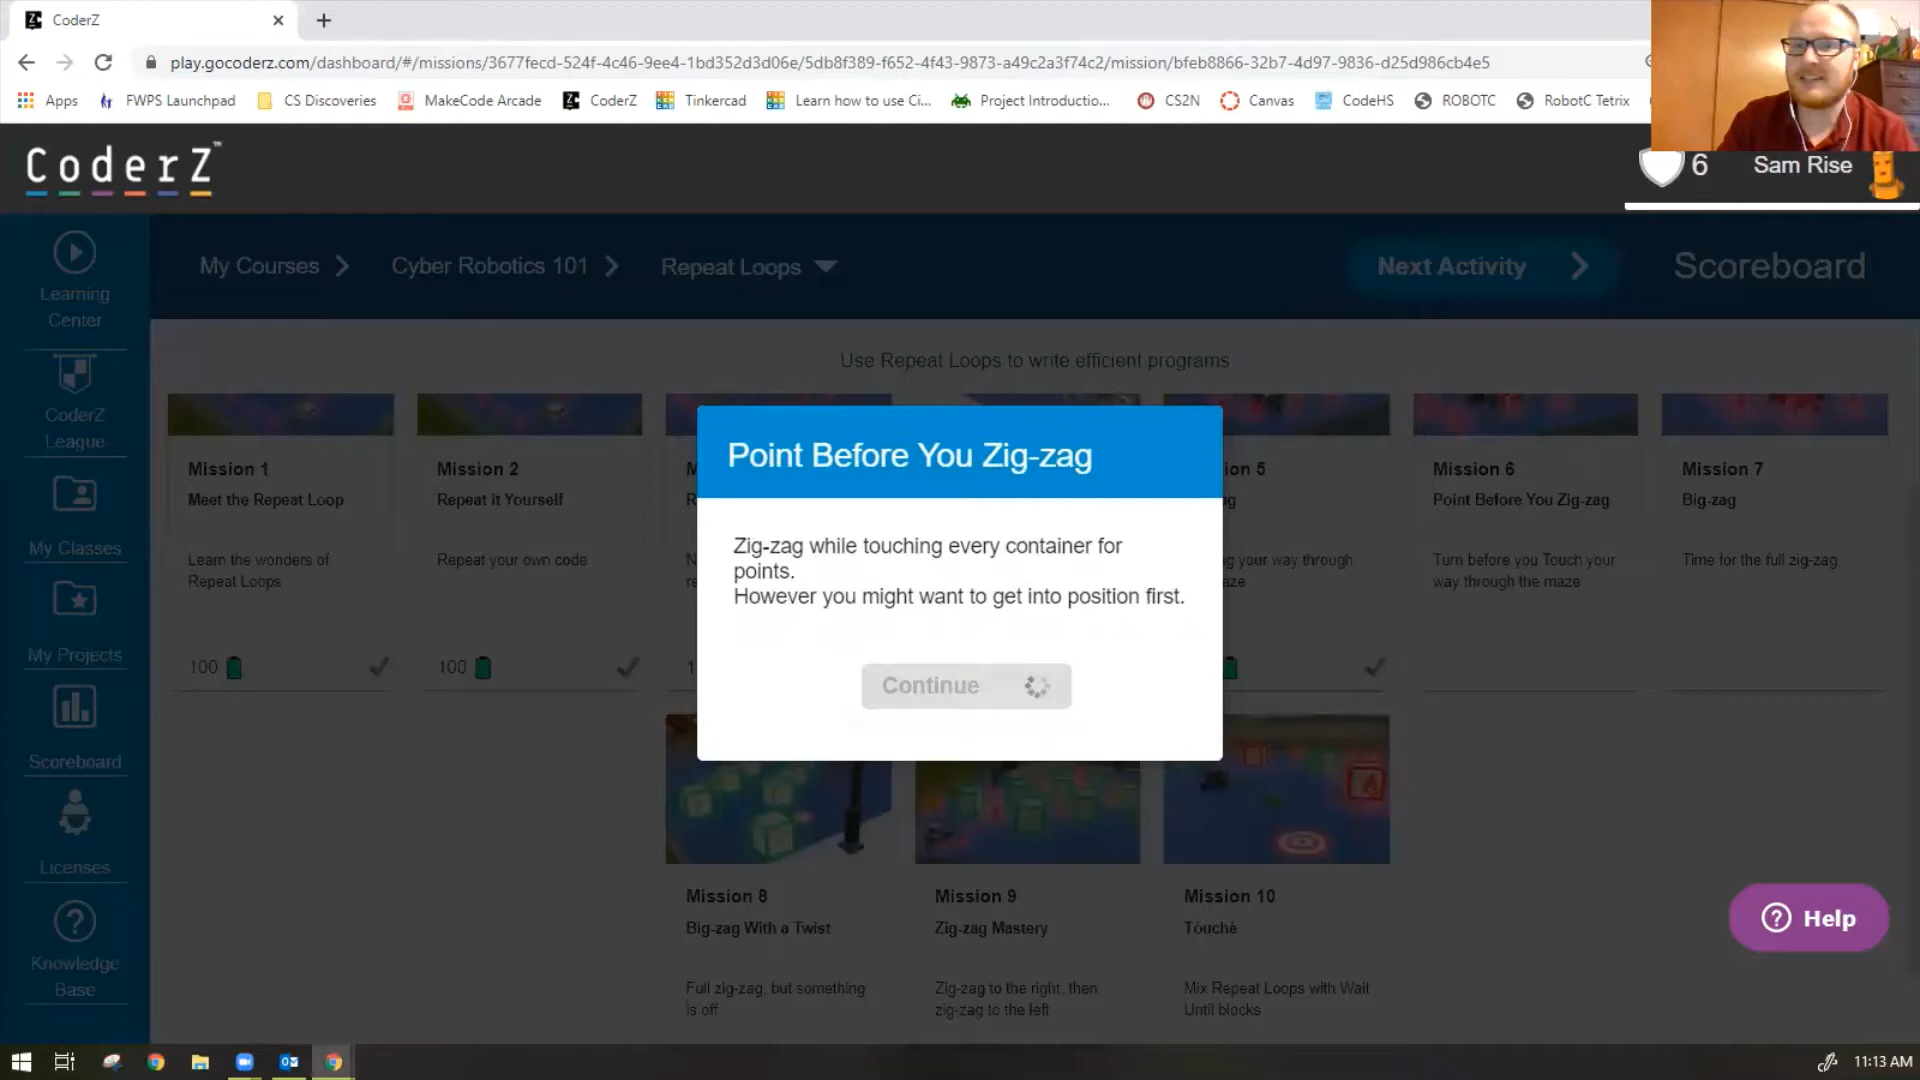 CoderZ
play.gocoderz.com/dashboard/#/missions/3677fecd-524f-4c46-9ee4-1bd352d3d06e/5db8f389-f652-4f43-9873-a49c2a3f74c2/mission/bfeb8866-32b7-4d97-9836-d25d986cb4e5
Apps FWPS Launchpad CS Discoveries MakeCode Arcade CoderZ Tinkercad Learn how to use Ci... Project Introductio... CS2N Canvas CodeHS ROBOTC RobotC Tetrix
CoderZ™
6 Sam Rise
My Courses Cyber Robotics 101 Repeat Loops Next Activity Scoreboard
Learning
Center
CoderZ
League
My Classes
My Projects
Scoreboard
Licenses
Knowledge
Base
Use Repeat Loops to write efficient programs
Mission 1
Meet the Repeat Loop
Learn the wonders of
Repeat Loops
100
Mission 2
Repeat it Yourself
Repeat your own code
100
Point Before You Zig-zag
Zig-zag while touching every container for
points.
However you might want to get into position first.
Continue
Mission 6
Point Before You Zig-zag
Turn before you Touch your
way through the maze
Mission 7
Big-zag
Time for the full zig-zag
Mission 8
Big-zag With a Twist
Full zig-zag, but something
is off
Mission 9
Zig-zag Mastery
Zig-zag to the right, then
zig-zag to the left
Mission 10
Touché
Mix Repeat Loops with Wait
Until blocks
Help
11:13 AM